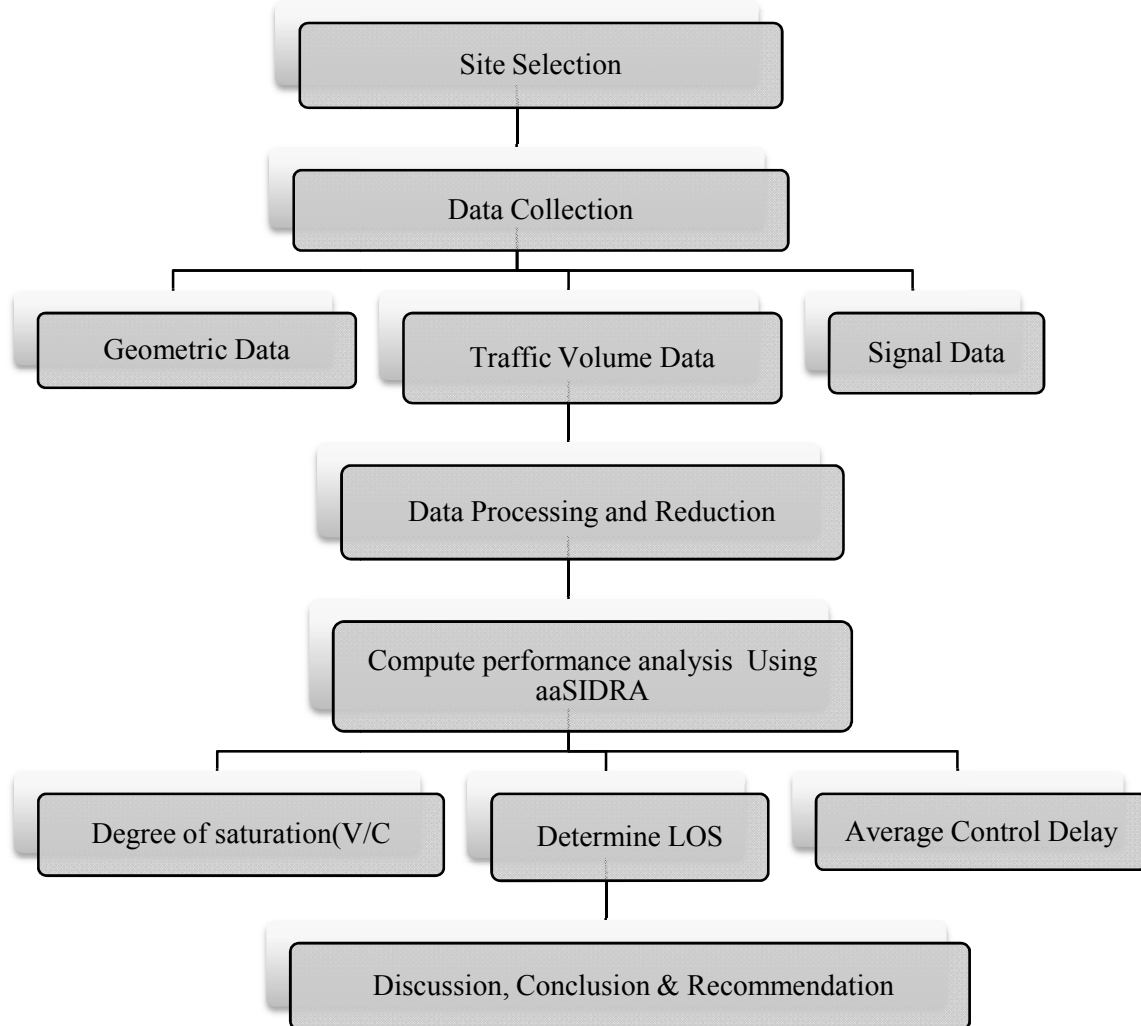 Site Selection
Data Collection
Geometric Data
Traffic Volume Data
Signal Data
Data Processing and Reduction
Compute performance analysis Using
aaSIDRA
Degree of saturation(V/C
Determine LOS
Average Control Delay
Discussion, Conclusion & Recommendation